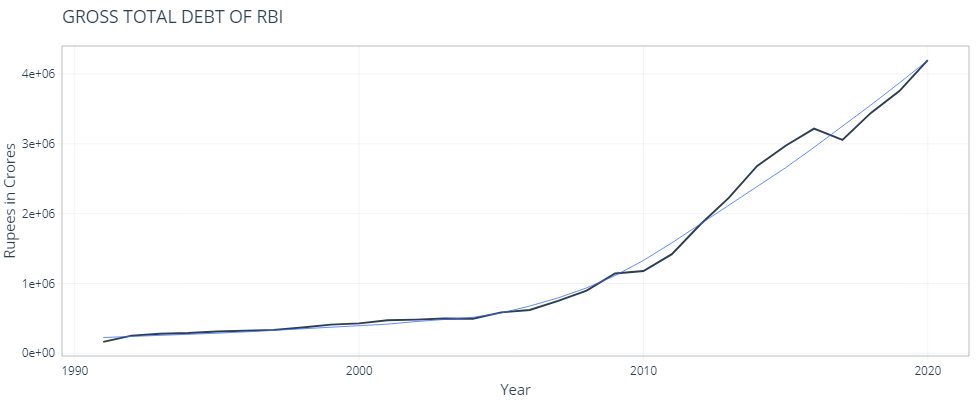 GROSS TOTAL DEBT OF RBI
4e+06
3e+06
2e+06
1e+06
0e+00
Rupees in Crores
1990 2000 2010 2020
Year